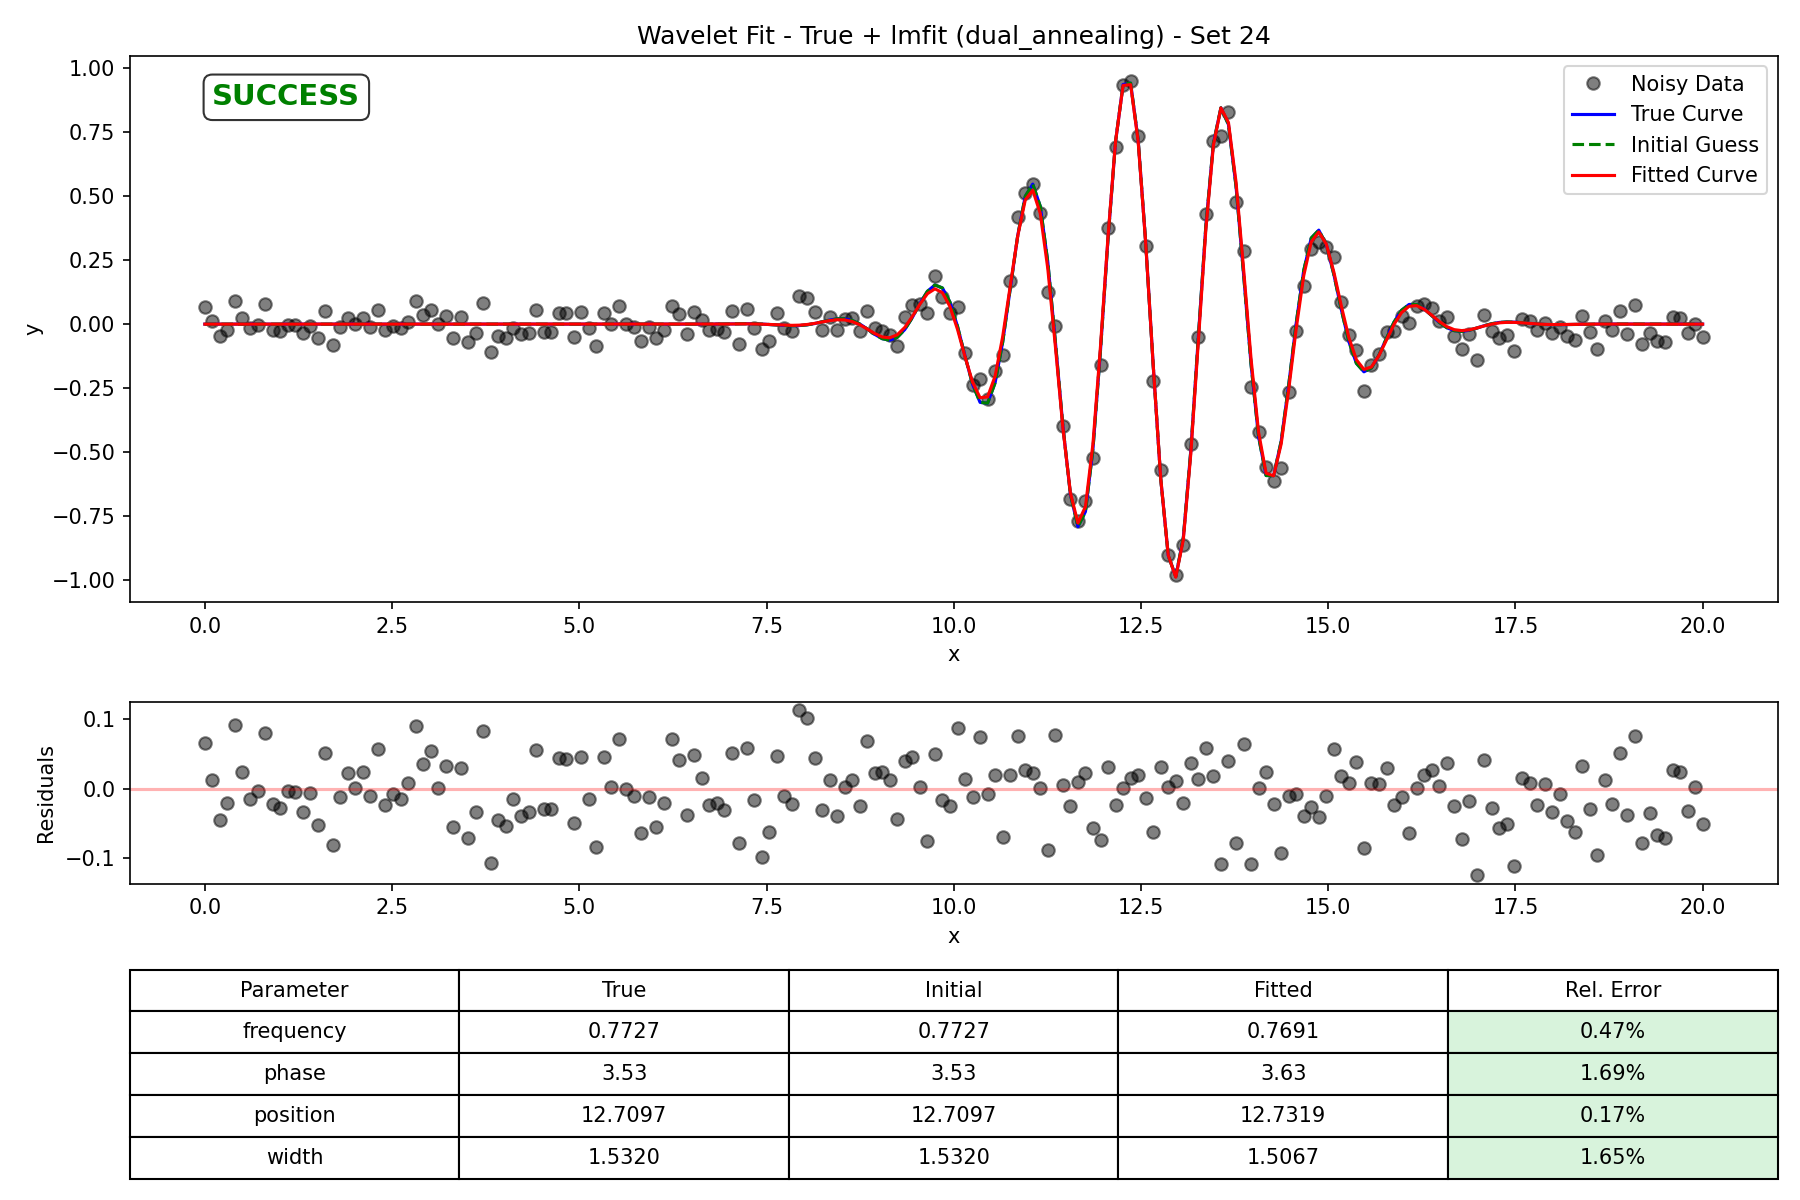 Wavelet Fit - True + lmfit (dual_annealing) - Set 24
SUCCESS
Noisy Data
True Curve
Initial Guess
Fitted Curve
1.00
0.75
0.50
0.25
0.00
−0.25
−0.50
−0.75
−1.00
y
0.0 2.5 5.0 7.5 10.0 12.5 15.0 17.5 20.0
x
0.1
0.0
−0.1
Residuals
0.0 2.5 5.0 7.5 10.0 12.5 15.0 17.5 20.0
x
Parameter True Initial Fitted Rel. Error
frequency 0.7727 0.7727 0.7691 0.47%
phase 3.53 3.53 3.63 1.69%
position 12.7097 12.7097 12.7319 0.17%
width 1.5320 1.5320 1.5067 1.65%